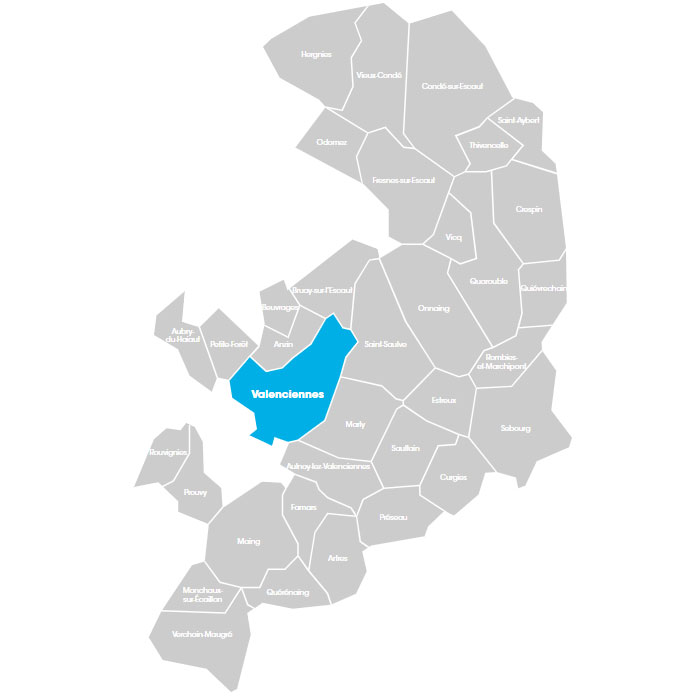 Hergnies
Vieux-Condé
Condé-sur-Escaut
Saint-Aybert
Thivencelle
Odomez
Fresnes-sur-Escaut
Crespin
Vicq
Quarouble
Quiévrechain
Bruay-sur-l'Escaut
Beuvrages
Onnaing
Aubry-
du-Hainaut
Petite-Forêt
Anzin
Saint-Saulve
Rombies-
et-Marchipont
Valenciennes
Estreux
Marly
Sebourg
Saultain
Rouvignies
Aulnoy-lez-Valenciennes
Curgies
Prouvy
Famars
Préseau
Maing
Artres
Monchaux-
sur-Écaillon
Quérénaing
Verchain-Maugré